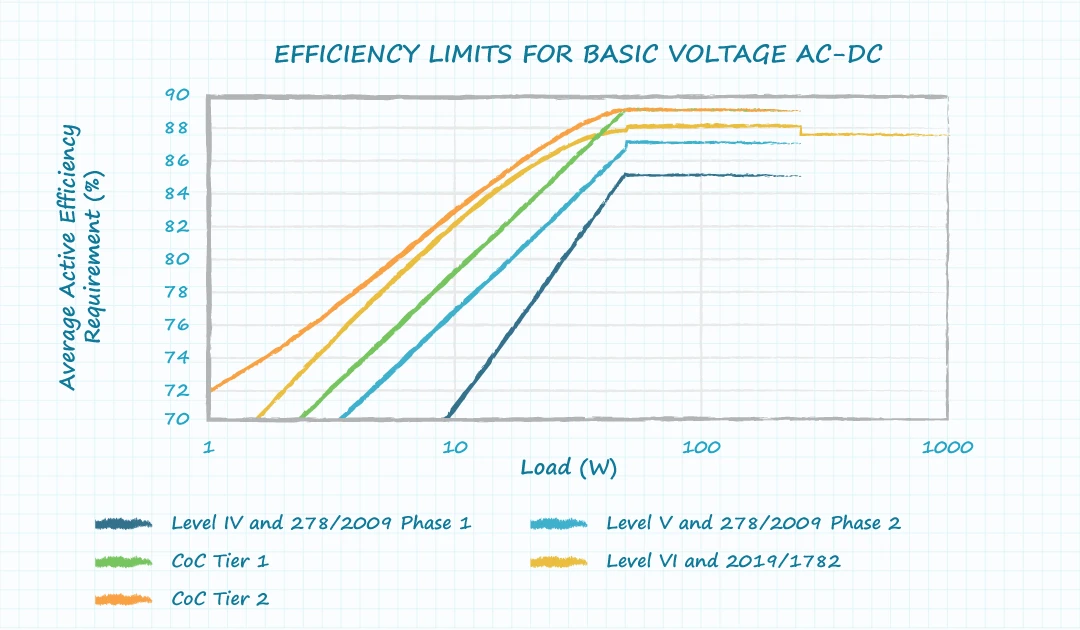 EFFICIENCY LIMITS FOR BASIC VOLTAGE AC-DC
Average Active Efficiency
Requirement (%)
90
88
86
84
82
80
78
76
74
72
70
1 10 100 1000
Load (W)
Level IV and 278/2009 Phase 1
Level V and 278/2009 Phase 2
CoC Tier 1
Level VI and 2019/1782
CoC Tier 2